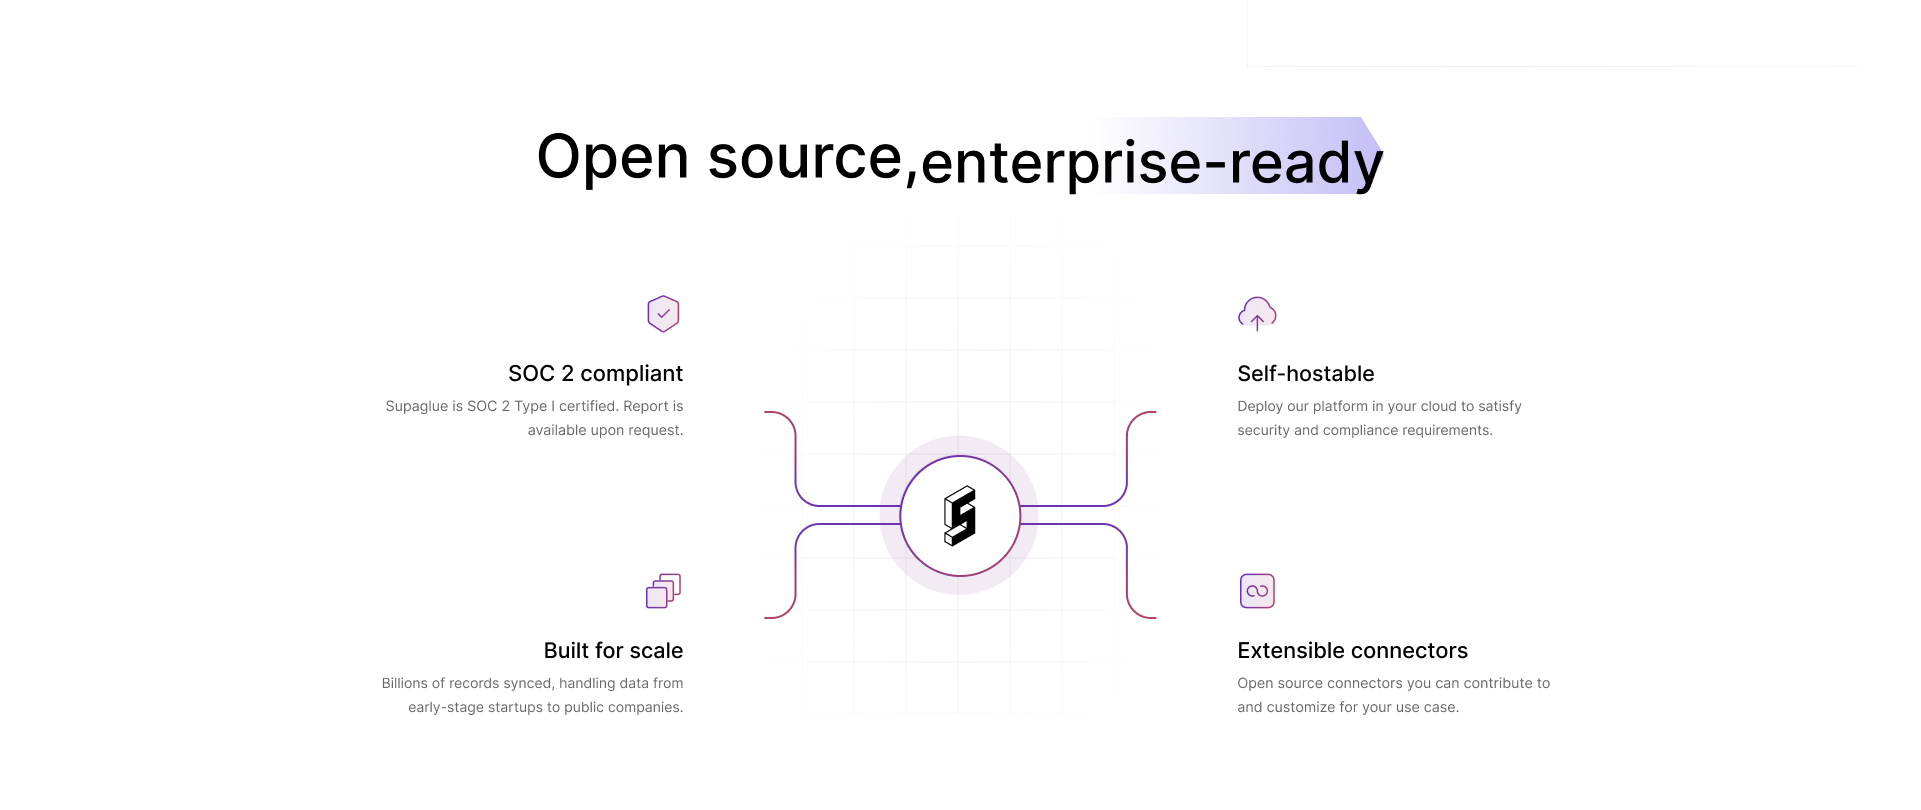 Open source, enterprise-ready
SOC 2 compliant
Supaglue is SOC 2 Type I certified. Report is
available upon request.
Self-hostable
Deploy our platform in your cloud to satisfy
security and compliance requirements.
Built for scale
Billions of records synced, handling data from
early-stage startups to public companies.
Extensible connectors
Open source connectors you can contribute to
and customize for your use case.